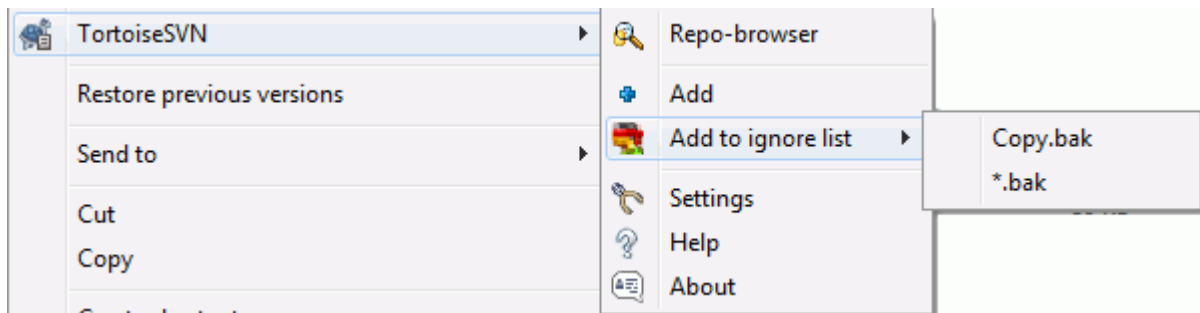 TortoiseSVN
Restore previous versions
Send to
Cut
Copy
Repo-browser
Add
Add to ignore list
Settings
Help
About
Copy.bak
*.bak